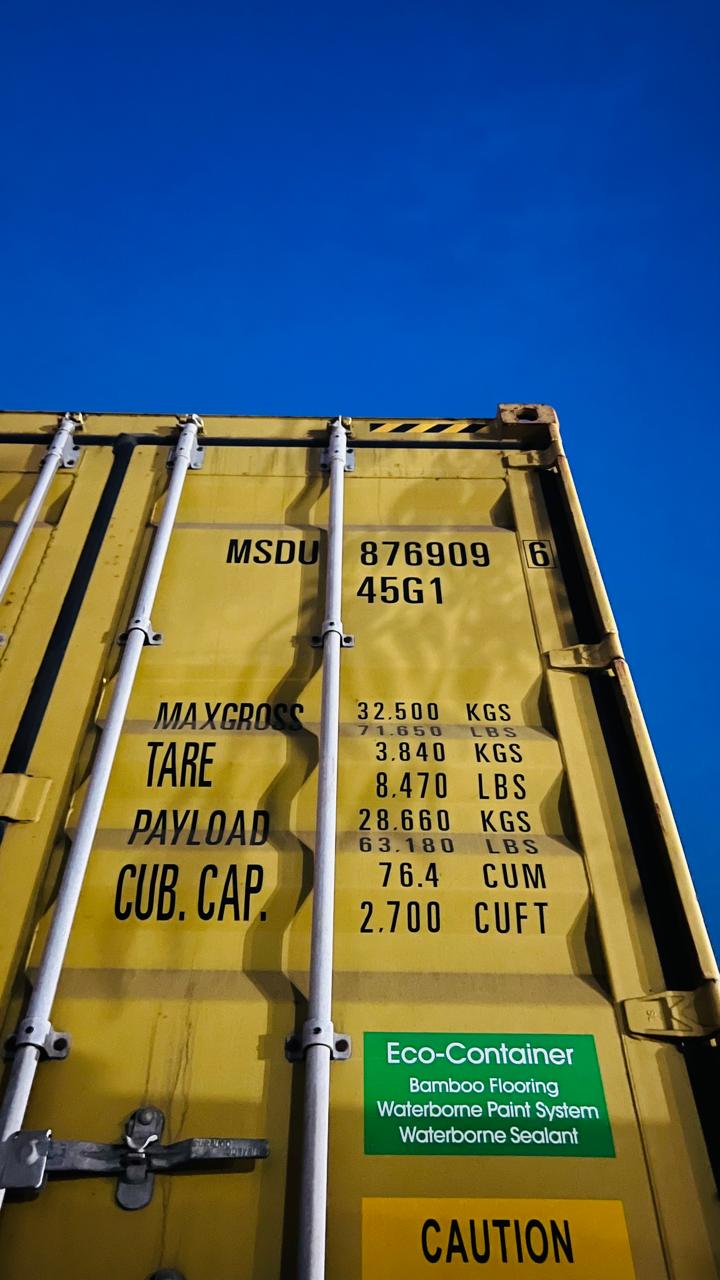 MSDU 876909 6
45G1
MAXGROSS 32.500 KGS
71.650 LBS
TARE 3.840 KGS
8.470 LBS
PAYLOAD 28.660 KGS
63.180 LBS
CUB. CAP. 76.4 CUM
2.700 CUFT
Eco-Container
Bamboo Flooring
Waterborne Paint System
Waterborne Sealant
CAUTION